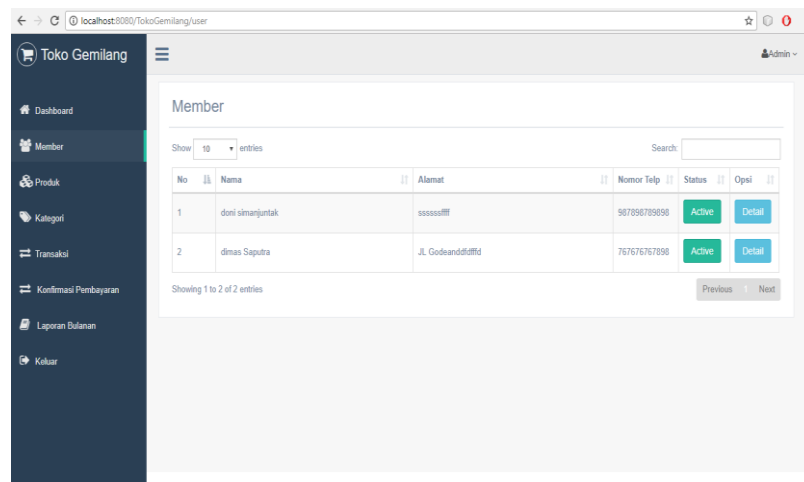 localhost:8080/TokoGemilang/user
Toko Gemilang
Admin
Dashboard
Member
Produk
Kategori
Transaksi
Konfirmasi Pembayaran
Laporan Bulanan
Keluar
Member
Show 10 entries Search:
No Nama Alamat Nomor Telp Status Opsi
1 doni simanjuntak ssssssffff 987898789898 Active Detail
2 dimas Saputra JL Godeanddfdfffd 767676767898 Active Detail
Showing 1 to 2 of 2 entries Previous 1 Next